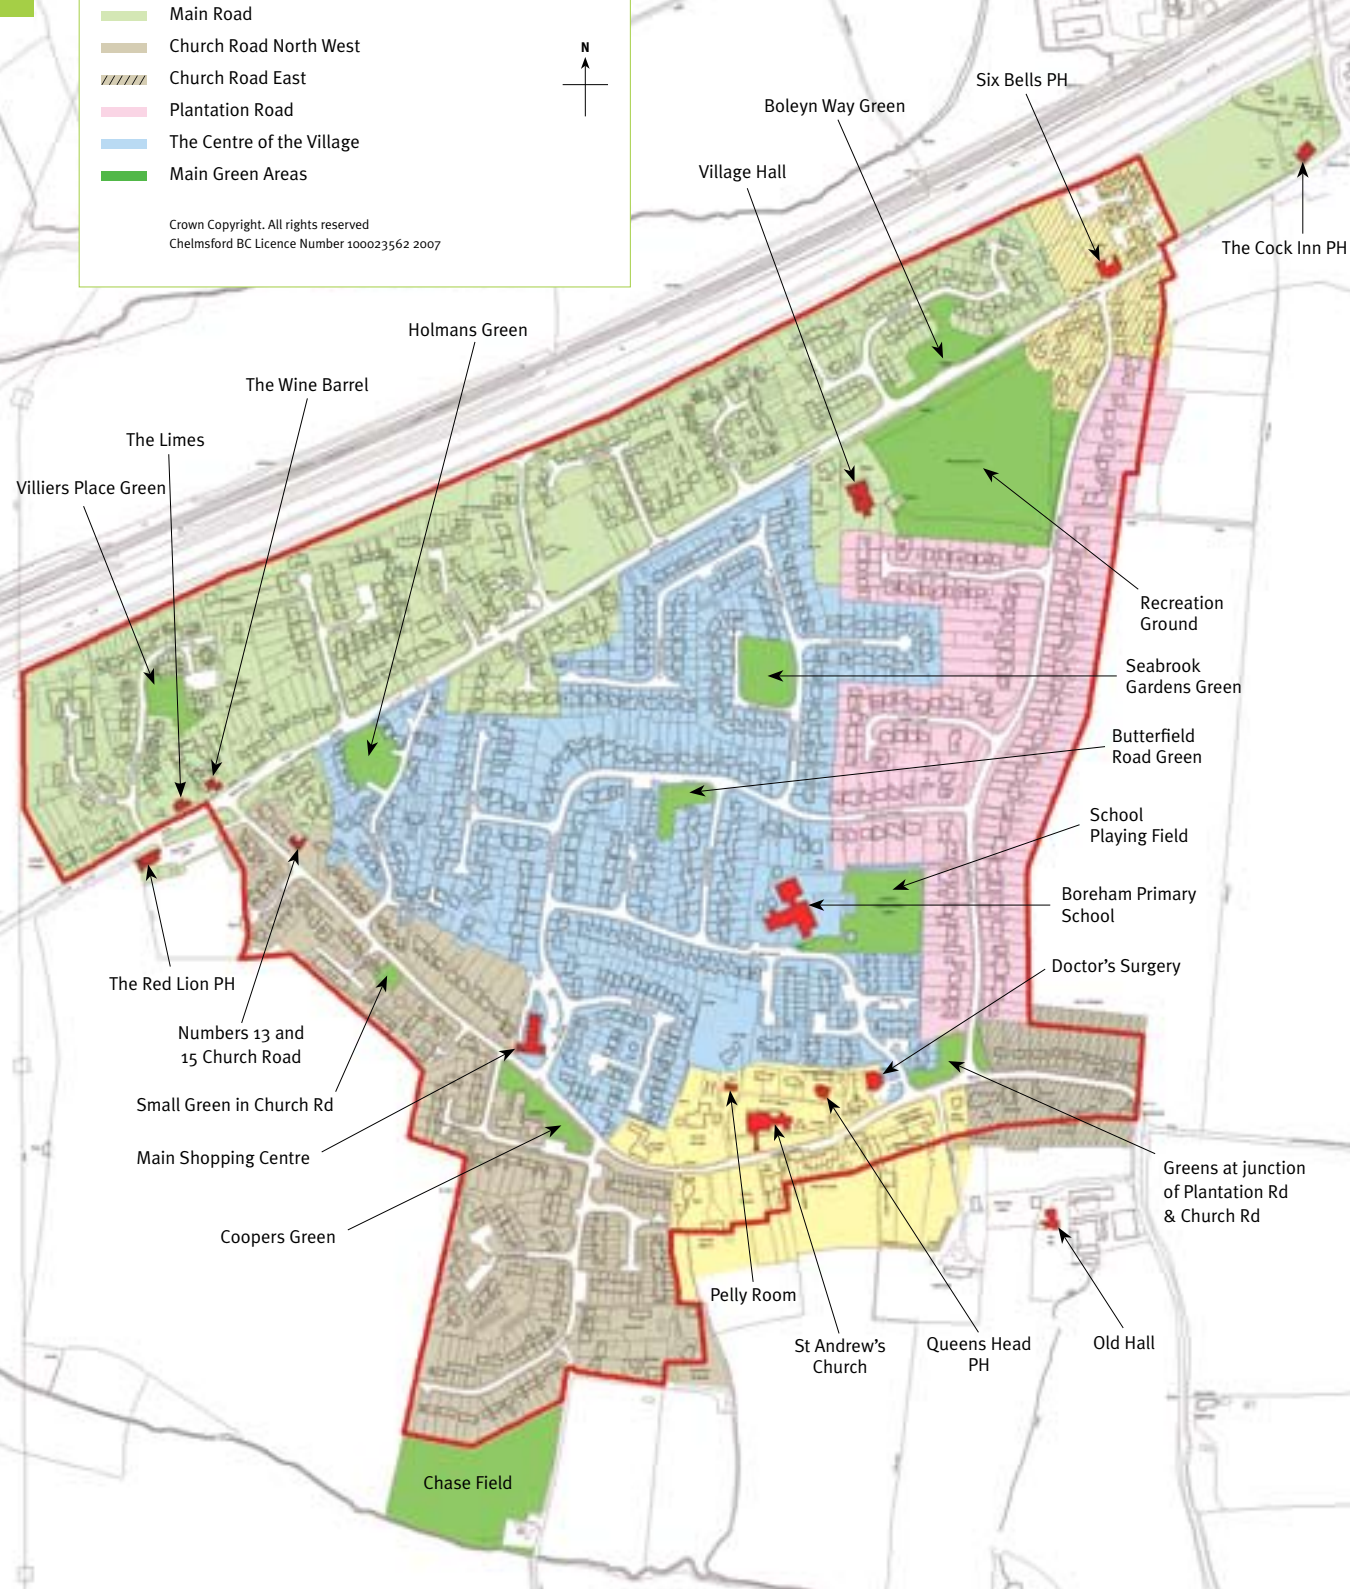 Main Road
Church Road North West
Church Road East
Plantation Road
The Centre of the Village
Main Green Areas
Crown Copyright. All rights reserved
Chelmsford BC Licence Number 100023562 2007
N
Six Bells PH
Boleyn Way Green
Village Hall
The Cock Inn PH
Holmans Green
The Wine Barrel
The Limes
Villiers Place Green
Recreation
Ground
Seabrook
Gardens Green
Butterfield
Road Green
School
Playing Field
Boreham Primary
School
Doctor's Surgery
The Red Lion PH
Numbers 13 and
15 Church Road
Small Green in Church Rd
Main Shopping Centre
Coopers Green
Greens at junction
of Plantation Rd
& Church Rd
Pelly Room
St Andrew's
Church
Queens Head
PH
Old Hall
Chase Field